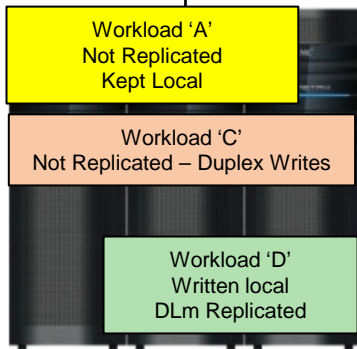 Workload ‘A’
Not Replicated
Kept Local
Workload ‘C’
Not Replicated – Duplex Writes
Workload ‘D’
Written local
DLm Replicated